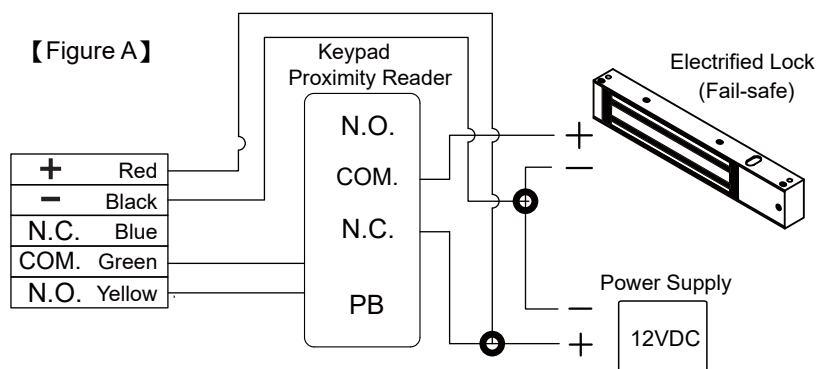 【Figure A】
Keypad
Proximity Reader
Electrified Lock
(Fail-safe)
N.O.
COM.
N.C.
PB
+ Red
− Black
N.C. Blue
COM. Green
N.O. Yellow
+
−
Power Supply
−
+
12VDC